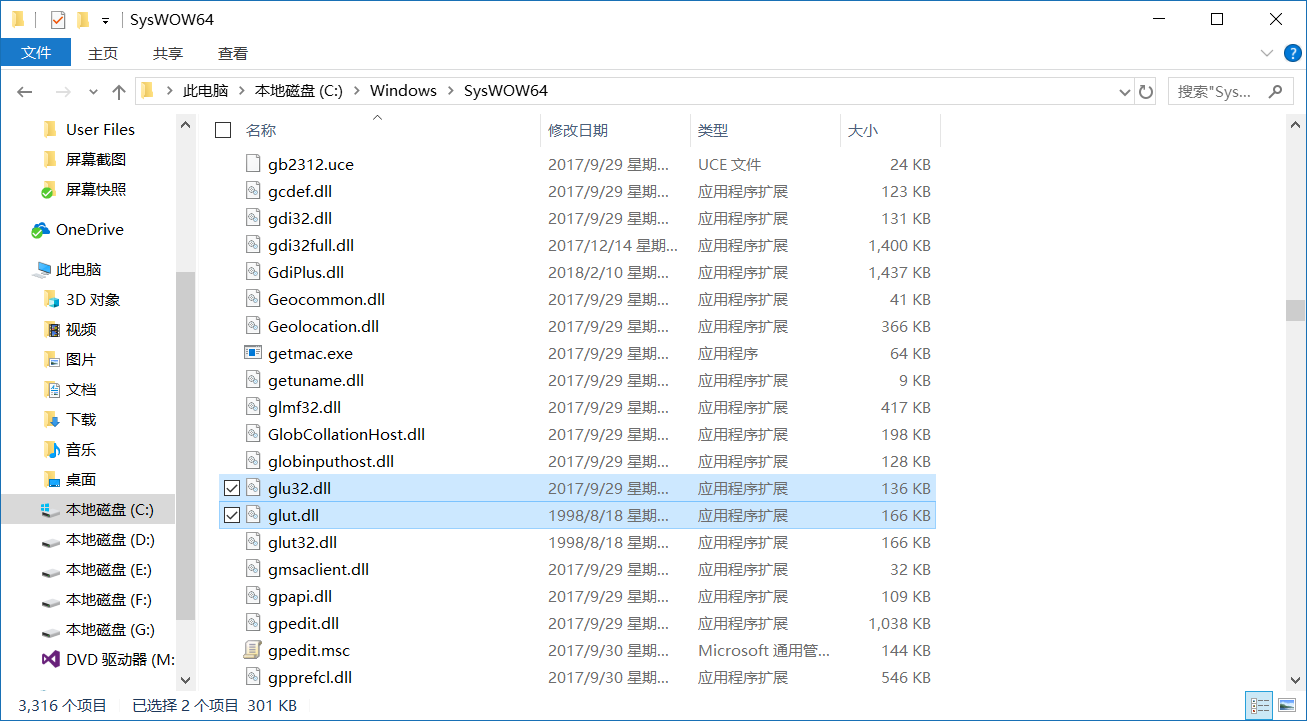 SysWOW64
文件 主页 共享 查看
此电脑 本地磁盘 (C:) Windows SysWOW64 搜索"Sys...
User Files
屏幕截图
屏幕快照
OneDrive
此电脑
3D 对象
视频
图片
文档
下载
音乐
桌面
本地磁盘 (C:)
本地磁盘 (D:)
本地磁盘 (E:)
本地磁盘 (F:)
本地磁盘 (G:)
DVD 驱动器 (M:
名称 修改日期 类型 大小
gb2312.uce 2017/9/29 星期... UCE 文件 24 KB
gcdef.dll 2017/9/29 星期... 应用程序扩展 123 KB
gdi32.dll 2017/9/29 星期... 应用程序扩展 131 KB
gdi32full.dll 2017/12/14 星期... 应用程序扩展 1,400 KB
GdiPlus.dll 2018/2/10 星期... 应用程序扩展 1,437 KB
Geocommon.dll 2017/9/29 星期... 应用程序扩展 41 KB
Geolocation.dll 2017/9/29 星期... 应用程序扩展 366 KB
getmac.exe 2017/9/29 星期... 应用程序 64 KB
getuname.dll 2017/9/29 星期... 应用程序扩展 9 KB
glmf32.dll 2017/9/29 星期... 应用程序扩展 417 KB
GlobCollationHost.dll 2017/9/29 星期... 应用程序扩展 198 KB
globinputhost.dll 2017/9/29 星期... 应用程序扩展 128 KB
glu32.dll 2017/9/29 星期... 应用程序扩展 136 KB
glut.dll 1998/8/18 星期... 应用程序扩展 166 KB
glut32.dll 1998/8/18 星期... 应用程序扩展 166 KB
gmsaclient.dll 2017/9/29 星期... 应用程序扩展 32 KB
gpapi.dll 2017/9/29 星期... 应用程序扩展 109 KB
gpedit.dll 2017/9/29 星期... 应用程序扩展 1,038 KB
gpedit.msc 2017/9/30 星期... Microsoft 通用管... 144 KB
gpprefcl.dll 2017/9/30 星期... 应用程序扩展 546 KB
3,316 个项目 已选择 2 个项目 301 KB